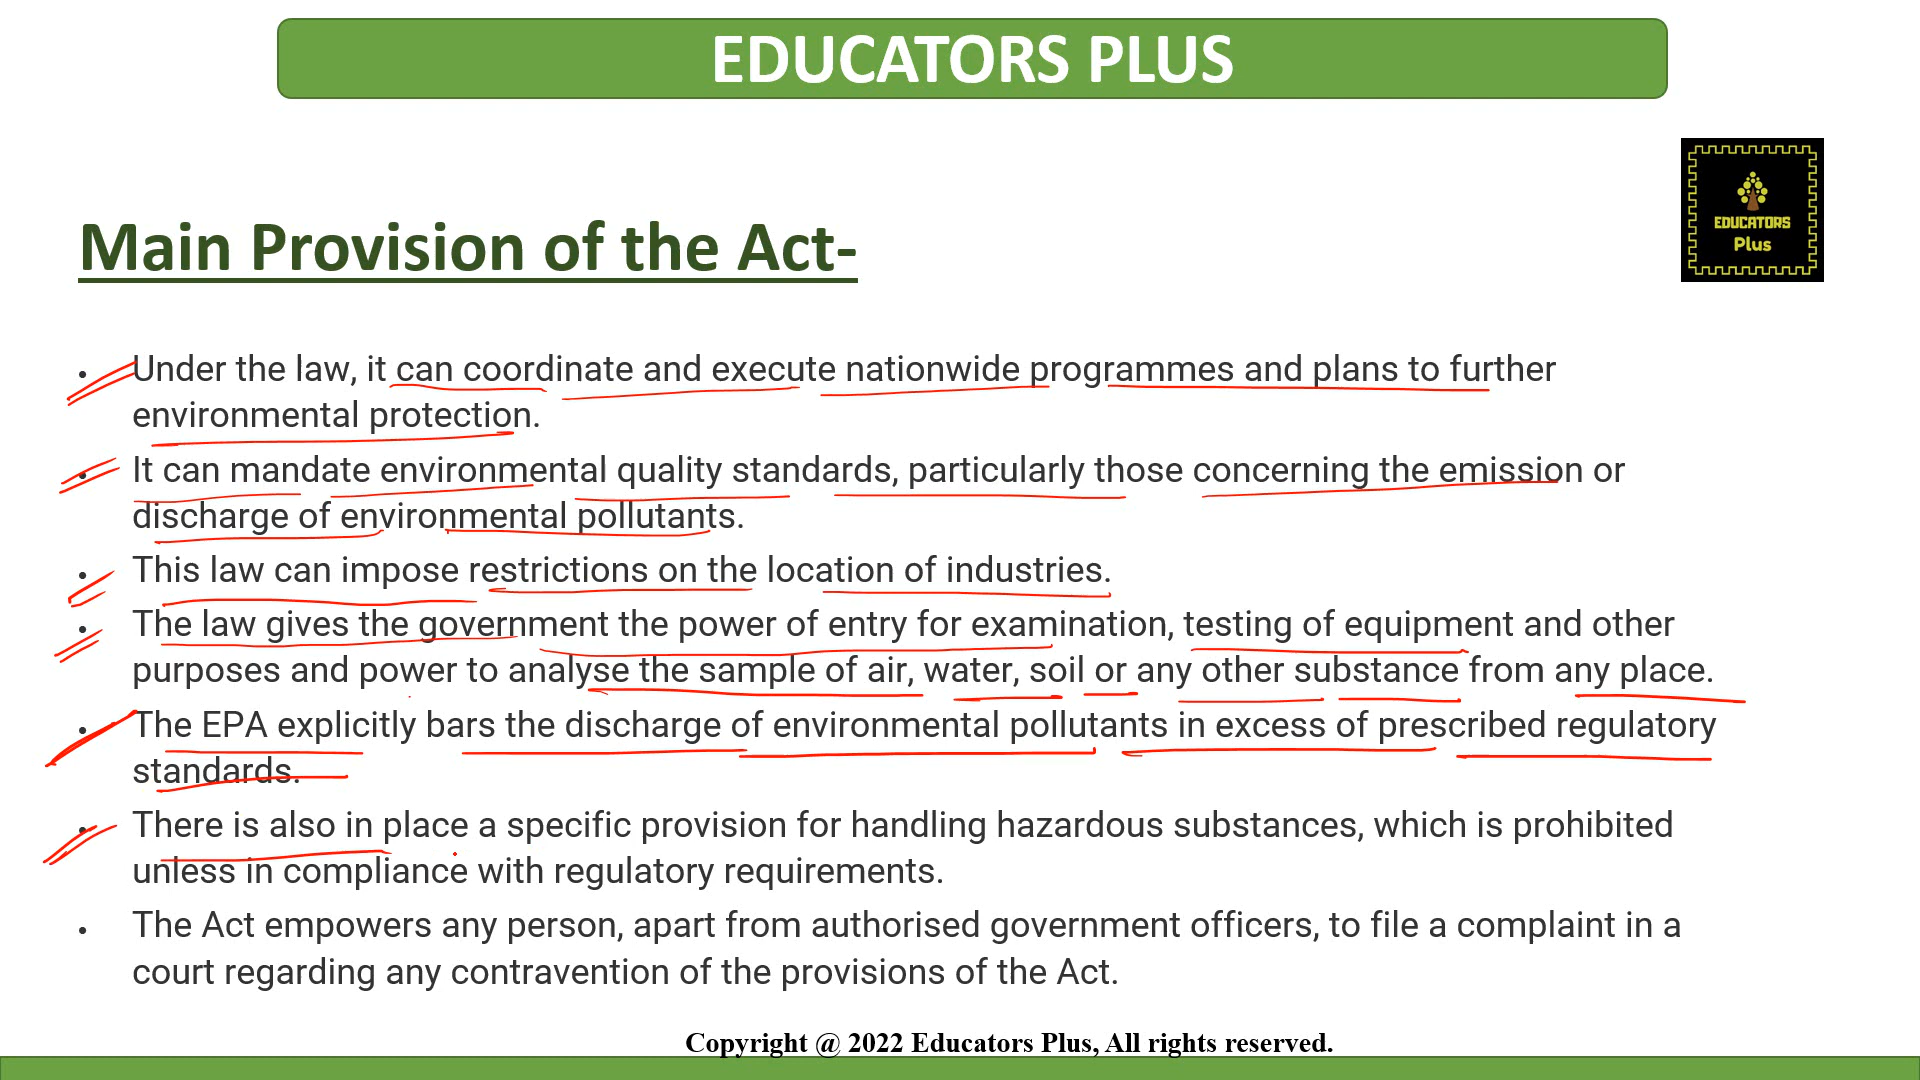 EDUCATORS PLUS
EDUCATORS
Plus
Main Provision of the Act-
• Under the law, it can coordinate and execute nationwide programmes and plans to further
environmental protection.
• It can mandate environmental quality standards, particularly those concerning the emission or
discharge of environmental pollutants.
• This law can impose restrictions on the location of industries.
• The law gives the government the power of entry for examination, testing of equipment and other
purposes and power to analyse the sample of air, water, soil or any other substance from any place.
• The EPA explicitly bars the discharge of environmental pollutants in excess of prescribed regulatory
standards.
• There is also in place a specific provision for handling hazardous substances, which is prohibited
unless in compliance with regulatory requirements.
• The Act empowers any person, apart from authorised government officers, to file a complaint in a
court regarding any contravention of the provisions of the Act.
Copyright @ 2022 Educators Plus, All rights reserved.